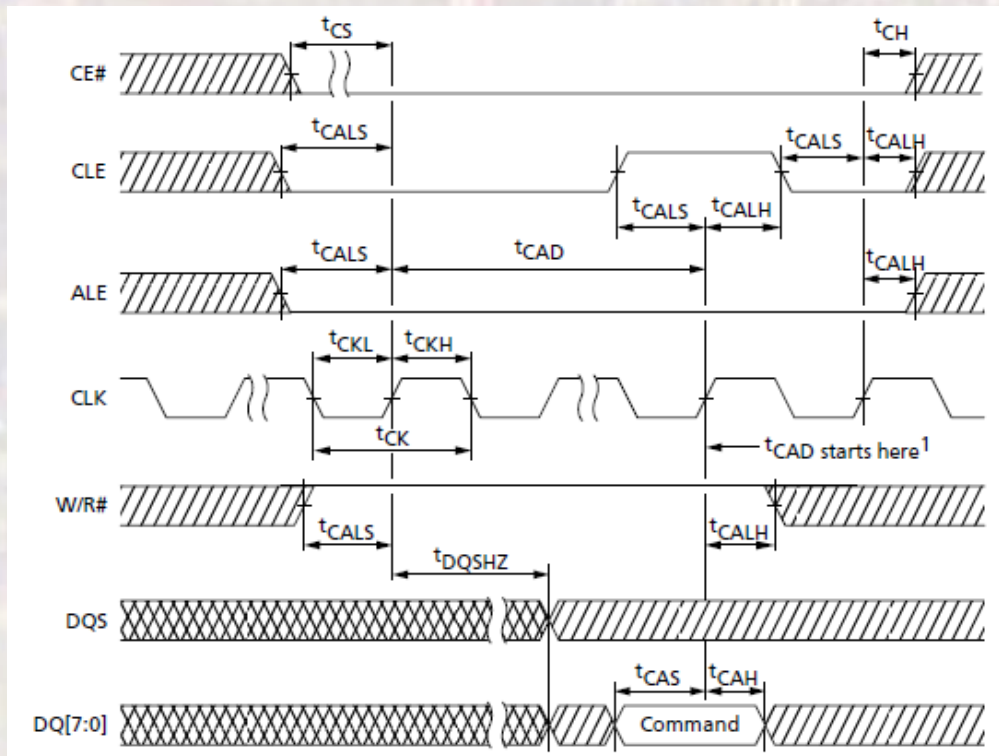 tCS
tCH
CE#
tCALS
tCALS
tCALH
CLE
tCALS
tCALH
tCALS
tCAD
tCALH
ALE
tCKL
tCKH
CLK
tCK
tCAD starts here1
W/R#
tCALS
tCALH
tDQSHZ
DQS
tCAS
tCAH
DQ[7:0]
Command